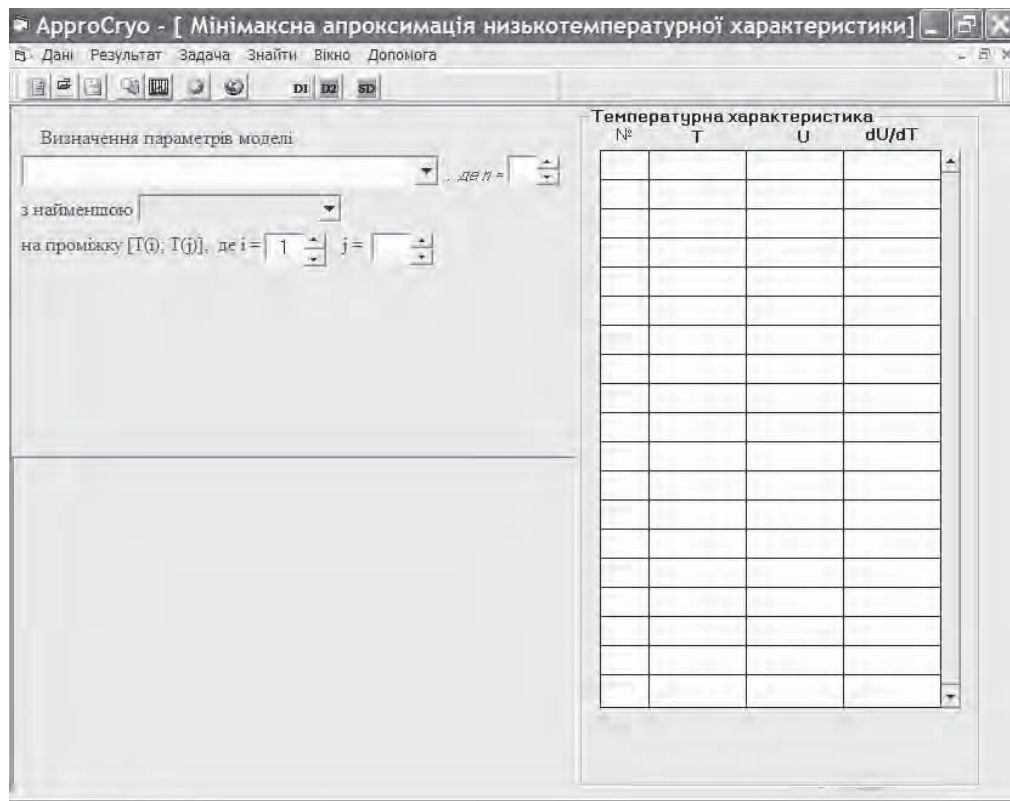 ApproCryo - [ Мінімаксна апроксимація низькотемпературної характеристики]
Дані Результат Задача Знайти Вікно Допомога
D1 D2 SD
Визначення параметрів моделі
, де n =
з найменшою
на проміжку [T(i); T(j)], де i = 1 j =
Температурна характеристика
№ T U dU/dT